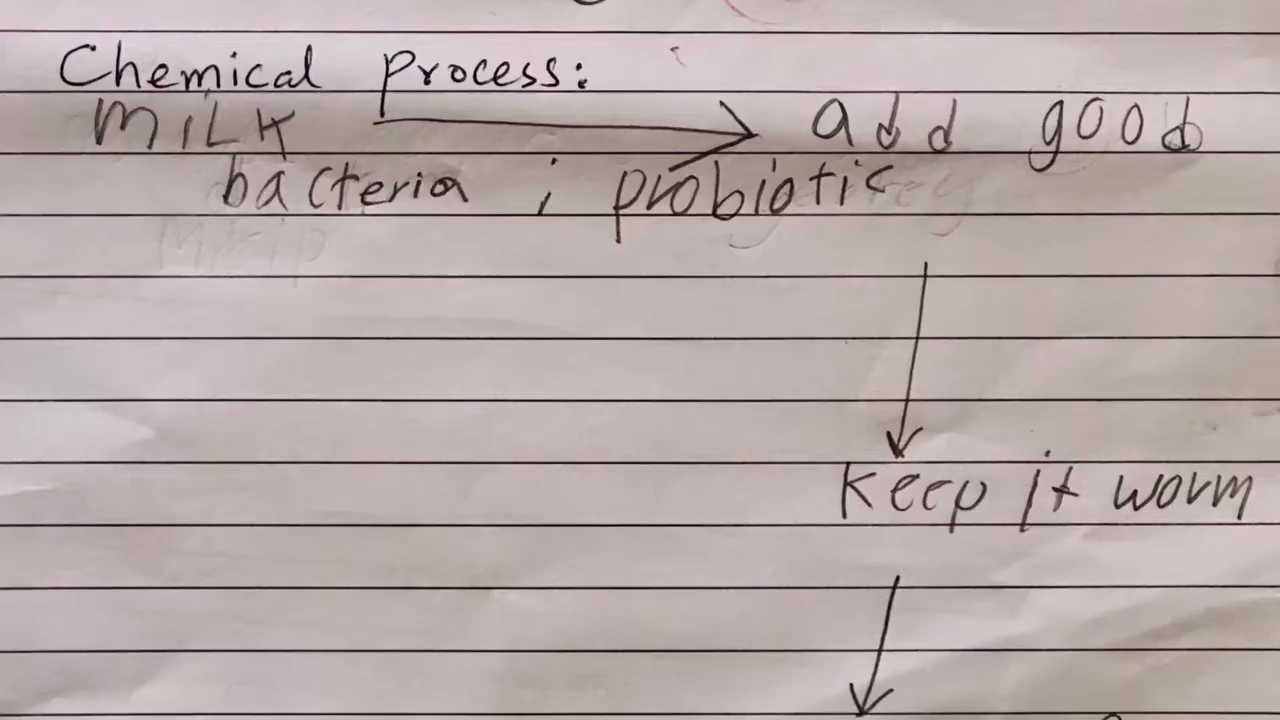 Chemical process:
MiLK → add good
bacteria ; probiotic
↓
Keep it worm
↓